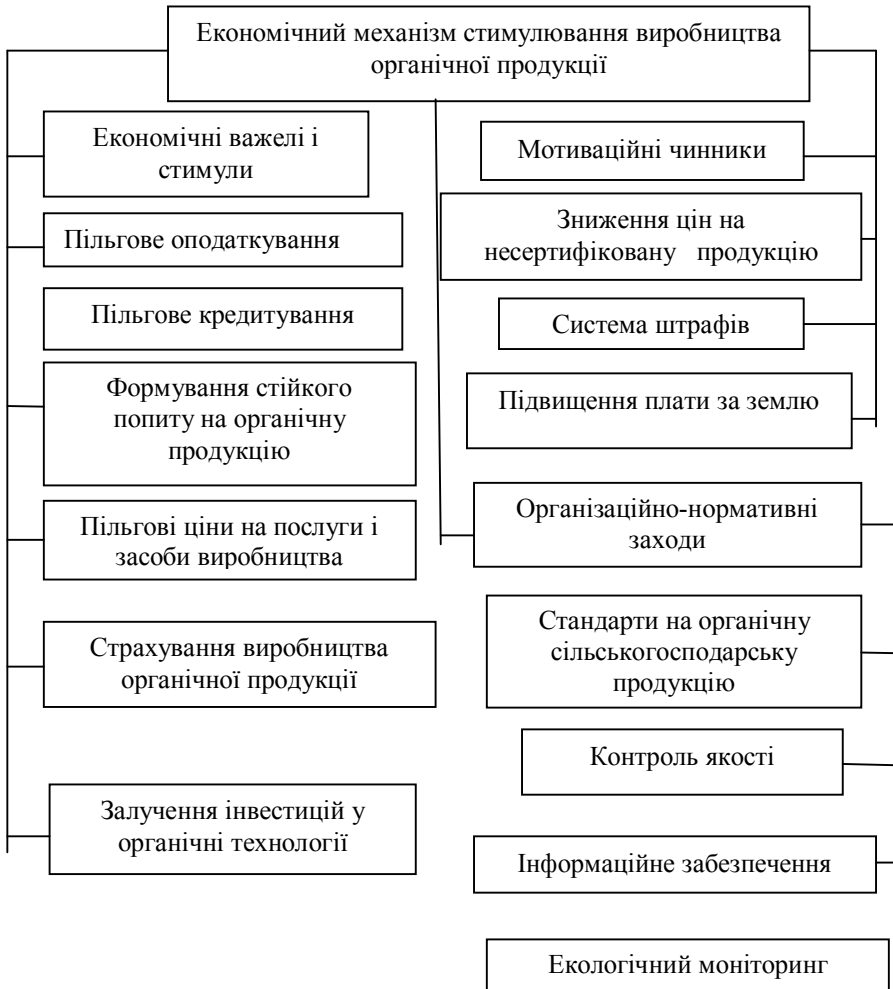 Економічний механізм стимулювання виробництва
органічної продукції
Економічні важелі і
стимули
Пільгове оподаткування
Пільгове кредитування
Формування стійкого
попиту на органічну
продукцію
Пільгові ціни на послуги і
засоби виробництва
Страхування виробництва
органічної продукції
Залучення інвестицій у
органічні технології
Мотиваційні чинники
Зниження цін на
несертифіковану продукцію
Система штрафів
Підвищення плати за землю
Організаційно-нормативні
заходи
Стандарти на органічну
сільськогосподарську
продукцію
Контроль якості
Інформаційне забезпечення
Екологічний моніторинг